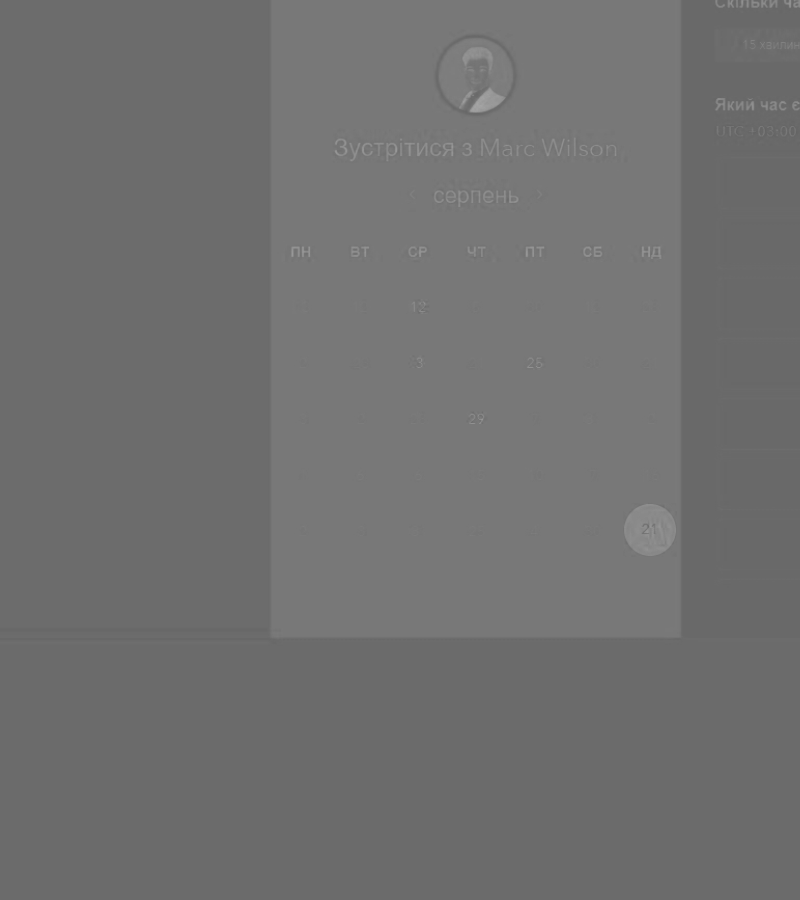 Скільки ча
15 хвилин
Який час є
UTC +03:00
Зустрітися з Marc Wilson
серпень
ПН ВТ СР ЧТ ПТ СБ НД
12
3 28
29
21